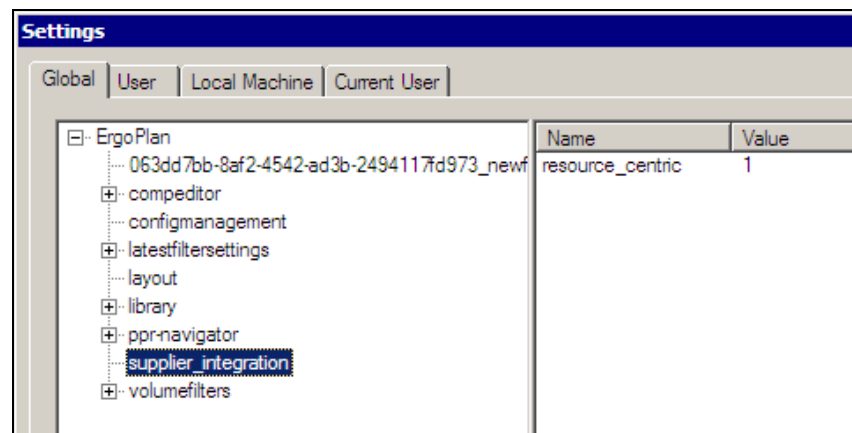 Settings
Global User Local Machine Current User
ErgoPlan
063dd7bb-8af2-4542-ad3b-2494117fd973_newf
compeditor
configmanagement
latestfiltersettings
layout
library
ppr-navigator
supplier_integration
volumefilters
Name Value
resource_centric 1